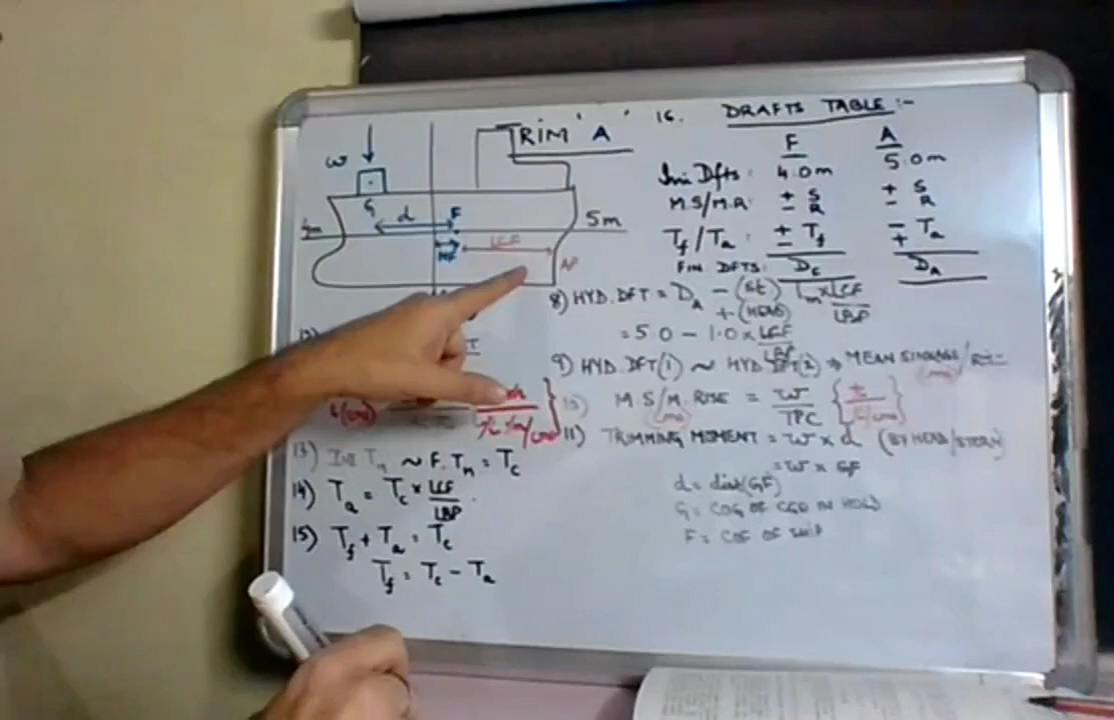 TRIM 'A'
16. DRAFTS TABLE :-
F A
Ini Dfts: 4.0m 5.0m
M.S/M.R: ± S/R ± S/R
Tf/Ta: ± Tf ∓ Ta
FIN DFTS: DF DA
w
G d F
4m 5m
HF LCF AP
8) HYD. DFT = DA - (St) + (HEAD) Tm x LCF/LBP
= 5.0 - 1.0 x LCF/LBP
9) HYD. DFT(1) ~ HYD. DFT(2) ⇒ MEAN SINKAGE/
10) M.S/M.RISE = w/TPC
11) TRIMMING MOMENT = w x d (BY HEAD/STERN)
= w x GF
d = dist(GF)
G = COG OF CGO IN HOLD
F = COF OF SHIP
13) Ini Tm ~ F. Tm = Tc
14) Ta = Tc x LCF/LBP
15) Tf + Ta = Tc
Tf = Tc - Ta